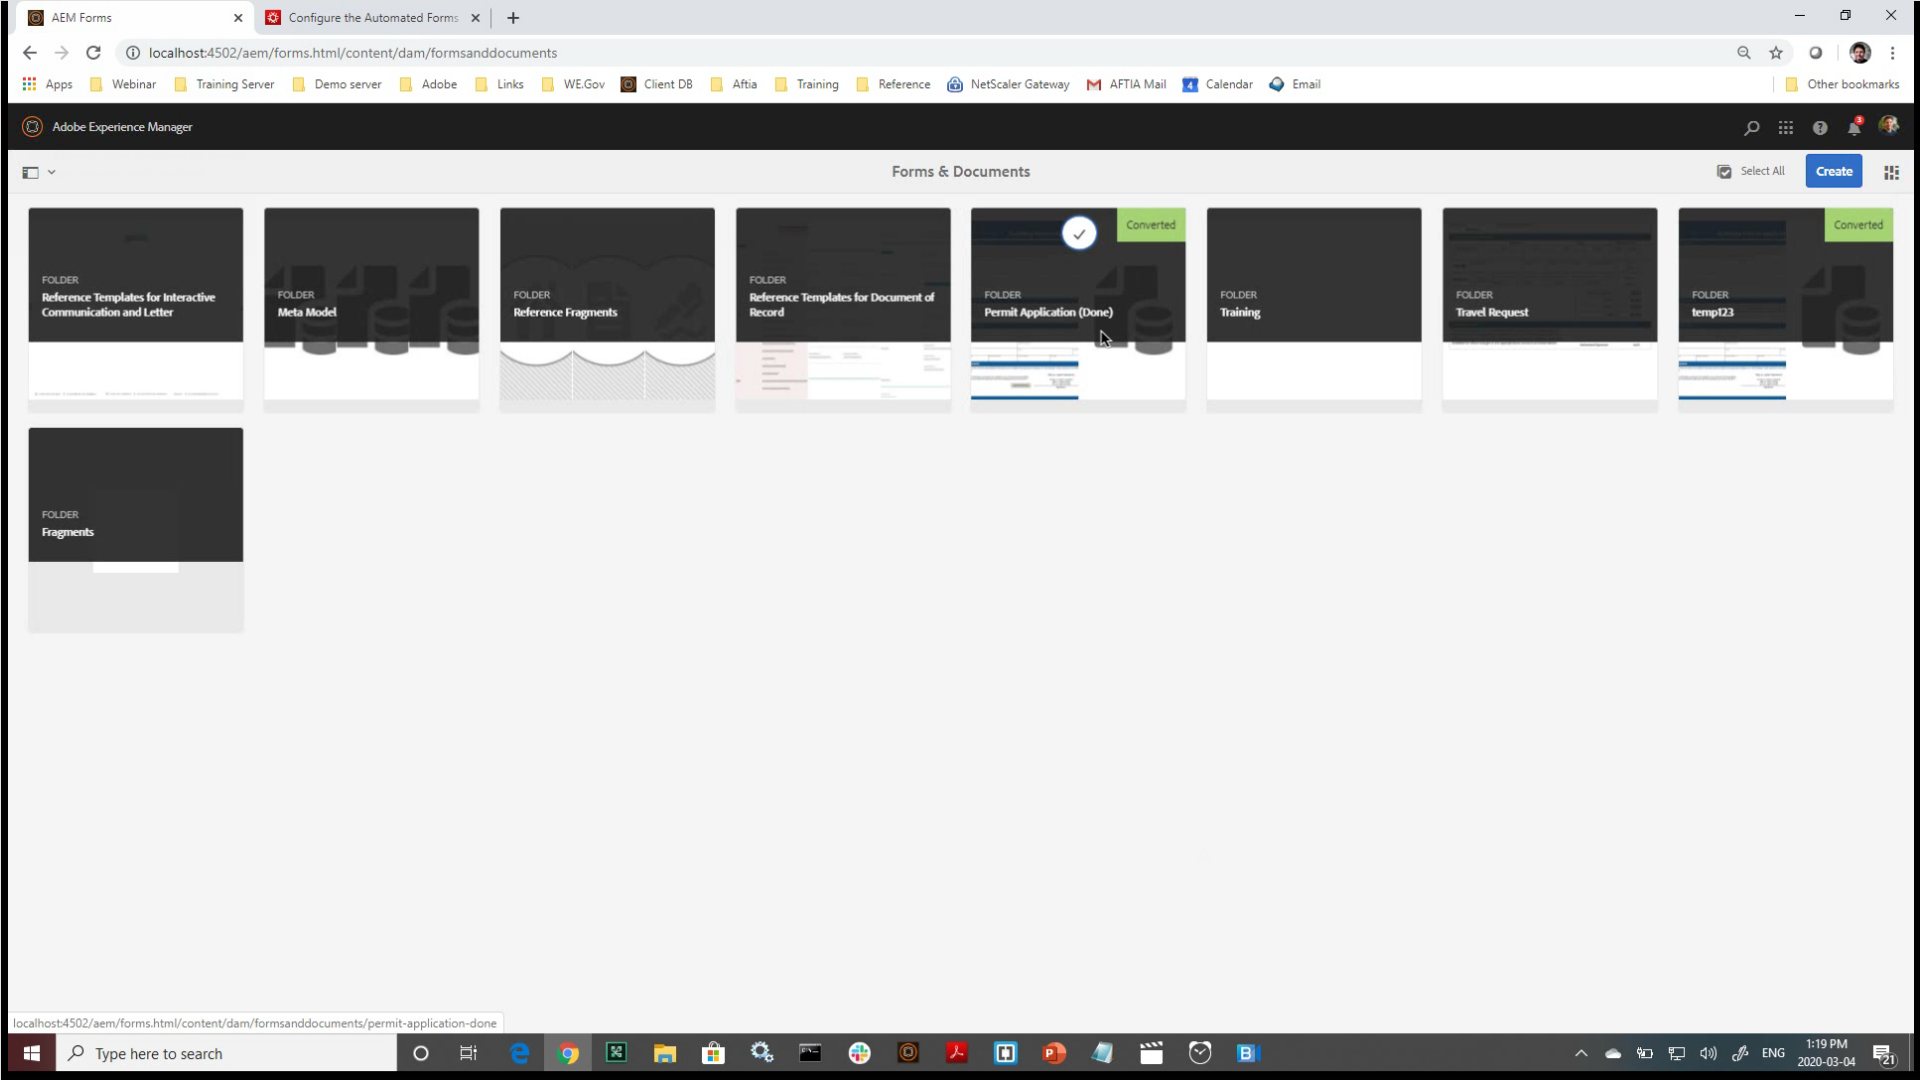 AEM Forms
Configure the Automated Forms
localhost:4502/aem/forms.html/content/dam/formsanddocuments
Apps Webinar Training Server Demo server Adobe Links WE.Gov Client DB Aftia Training Reference NetScaler Gateway AFTIA Mail Calendar Email Other bookmarks
Adobe Experience Manager
3
Forms & Documents
Select All
Create
FOLDER
Reference Templates for Interactive
Communication and Letter
FOLDER
Meta Model
FOLDER
Reference Fragments
FOLDER
Reference Templates for Document of
Record
Converted
FOLDER
Permit Application (Done)
FOLDER
Training
FOLDER
Travel Request
Converted
FOLDER
temp123
FOLDER
Fragments
localhost:4502/aem/forms.html/content/dam/formsanddocuments/permit-application-done
Type here to search
ENG
1:19 PM
2020-03-04
21